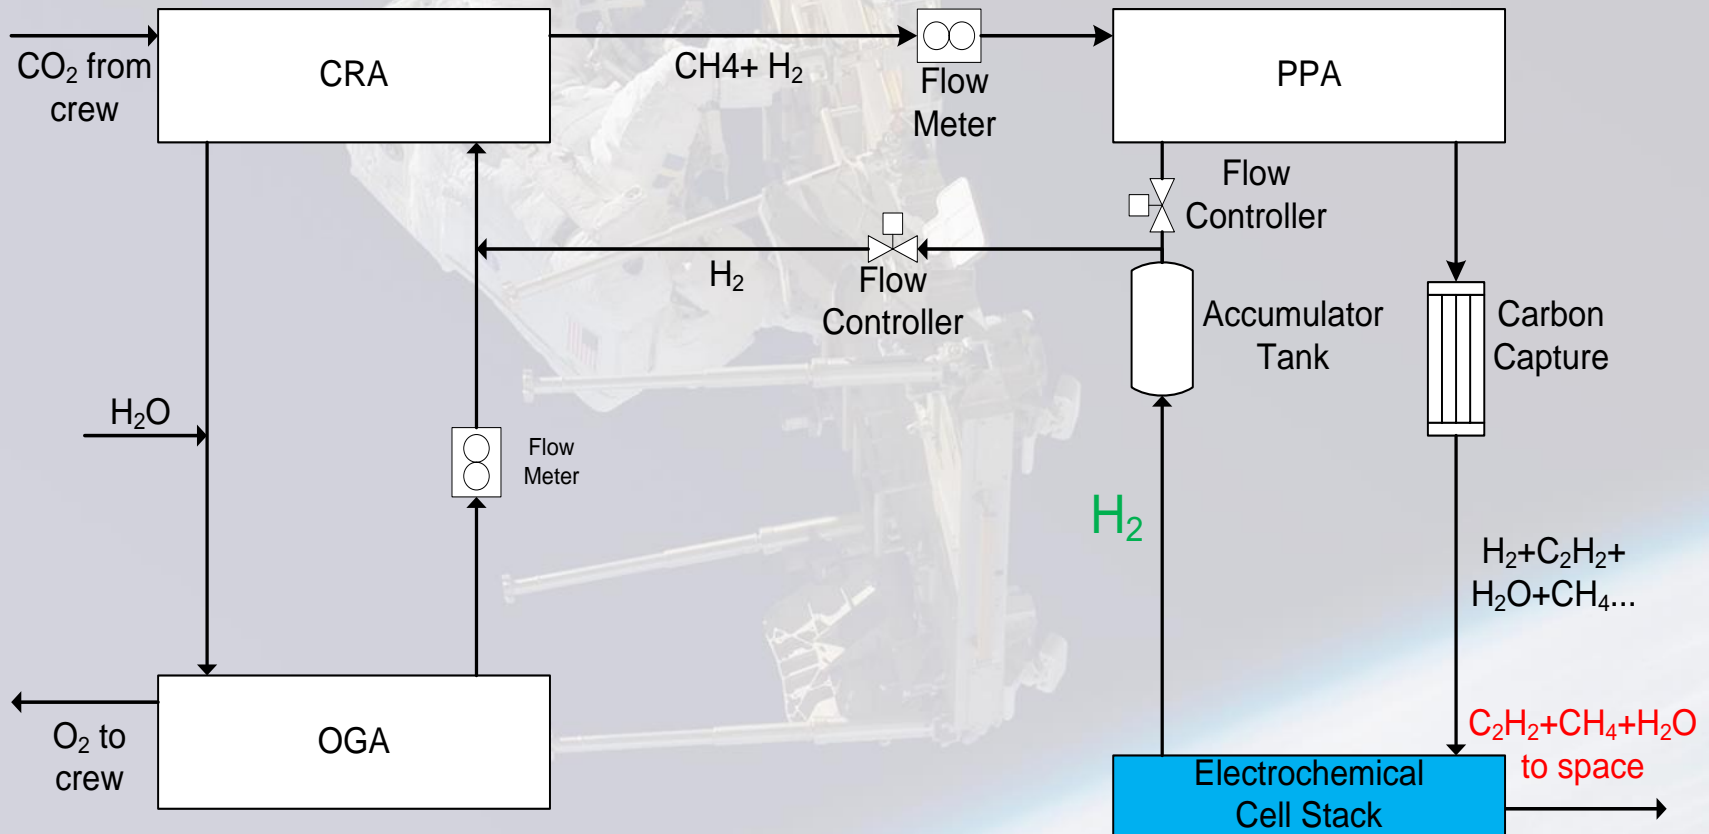 CO₂ from
crew
CRA
CH4+ H₂
Flow
Meter
PPA
Flow
Controller
H₂
Flow
Controller
Accumulator
Tank
Carbon
Capture
H₂O
Flow
Meter
H₂
H₂+C₂H₂+
H₂O+CH₄...
O₂ to
crew
OGA
Electrochemical
Cell Stack
C₂H₂+CH₄+H₂O
to space